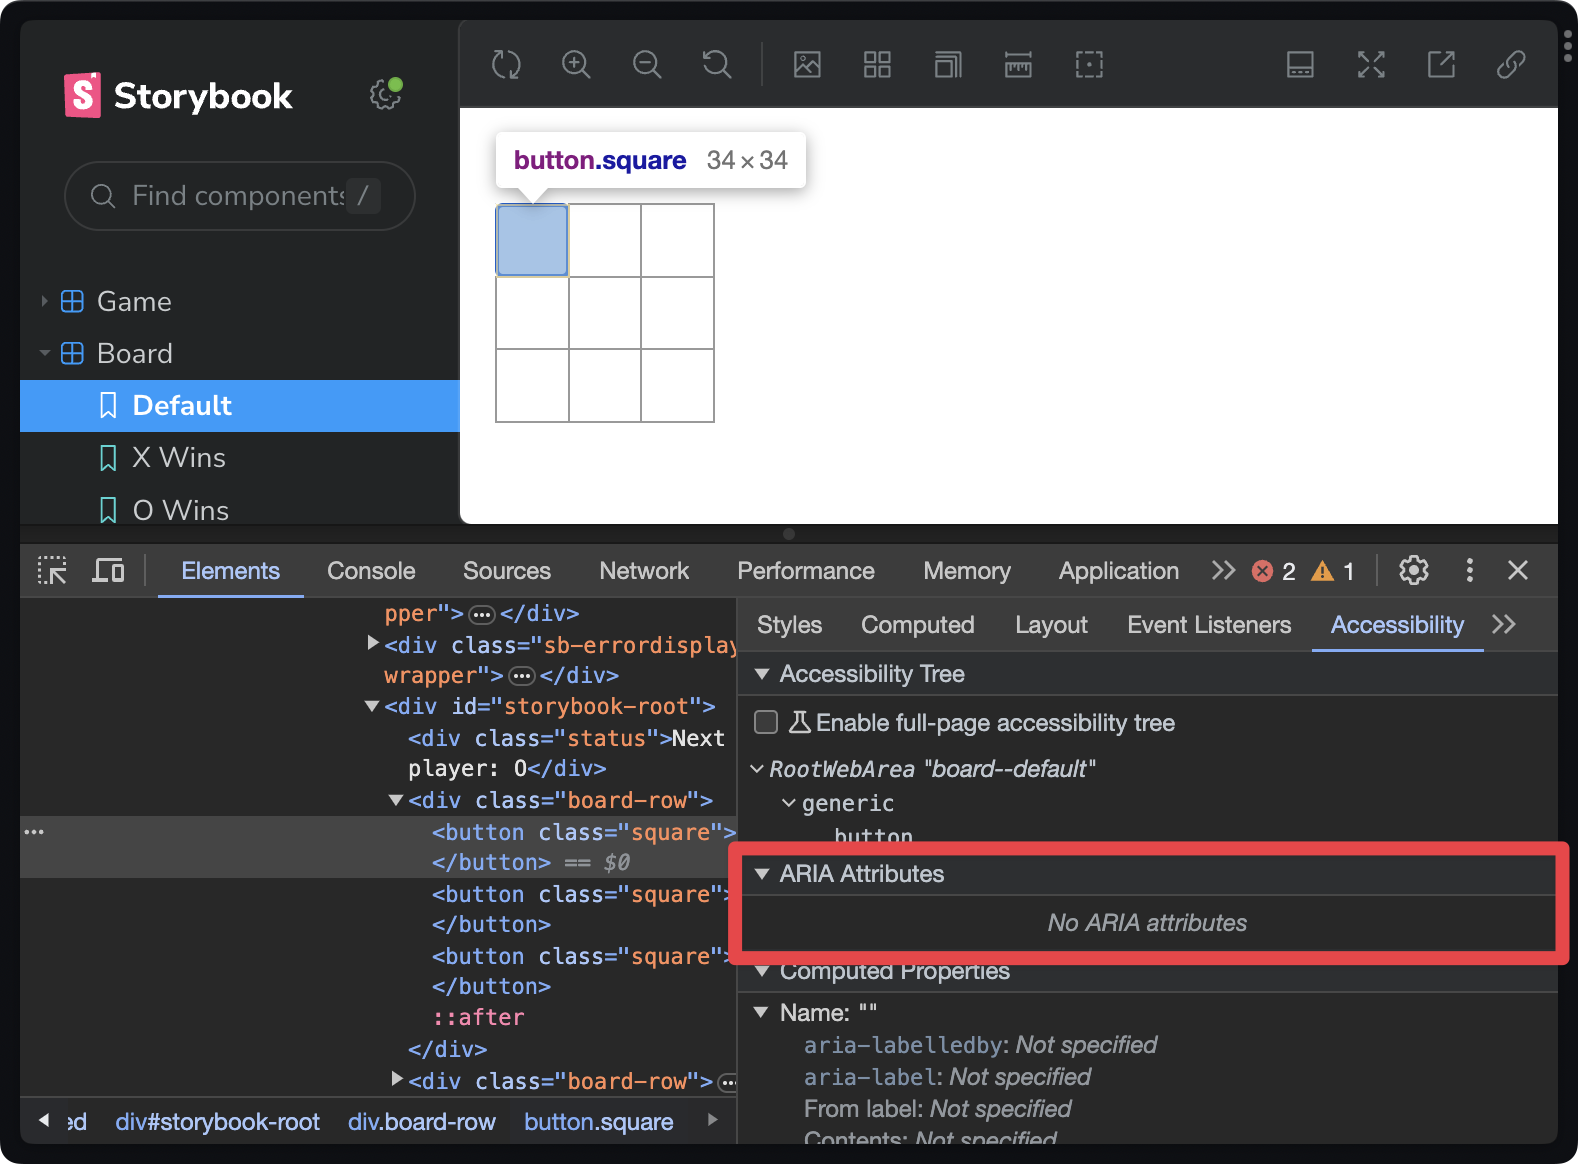 Storybook
Find components /
Game
Board
Default
X Wins
O Wins
button.square 34 × 34
Elements Console Sources Network Performance Memory Application 2 1
pper">…</div>
<div class="sb-errordisplay
wrapper">…</div>
<div id="storybook-root">
<div class="status">Next
player: O</div>
<div class="board-row">
<button class="square">
</button> == $0
<button class="square">
</button>
<button class="square">
</button>
::after
</div>
<div class="board-row">…
ed div#storybook-root div.board-row button.square
Styles Computed Layout Event Listeners Accessibility
Accessibility Tree
Enable full-page accessibility tree
RootWebArea "board--default"
generic
button
ARIA Attributes
No ARIA attributes
Computed Properties
Name: ""
aria-labelledby: Not specified
aria-label: Not specified
From label: Not specified
Contents: Not specified